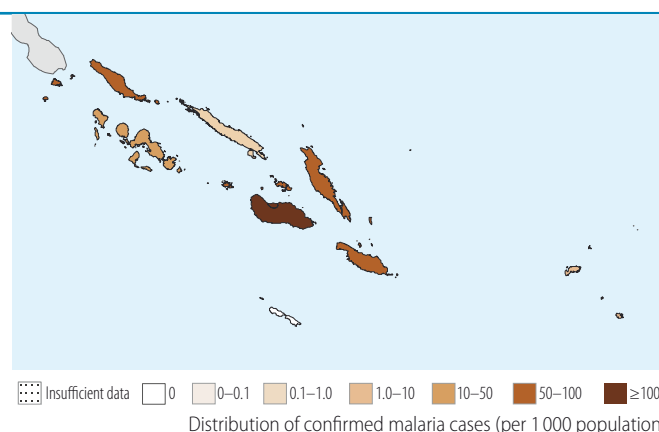 Insufficient data 0 0–0.1 0.1–1.0 1.0–10 10–50 50–100 ≥100
Distribution of confirmed malaria cases (per 1 000 population